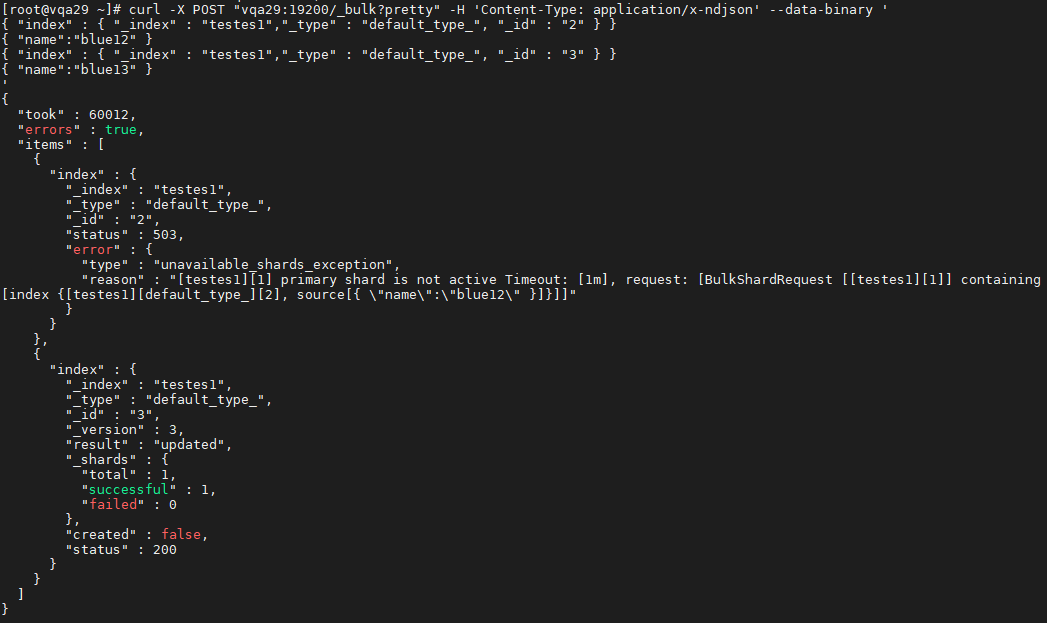 [root@vqa29 ~]# curl -X POST "vqa29:19200/_bulk?pretty" -H 'Content-Type: application/x-ndjson' --data-binary '
{ "index" : { "_index" : "testes1","_type" : "default_type_", "_id" : "2" } }
{ "name":"blue12" }
{ "index" : { "_index" : "testes1","_type" : "default_type_", "_id" : "3" } }
{ "name":"blue13" }
'
{
  "took" : 60012,
  "errors" : true,
  "items" : [
    {
      "index" : {
        "_index" : "testes1",
        "_type" : "default_type_",
        "_id" : "2",
        "status" : 503,
        "error" : {
          "type" : "unavailable_shards_exception",
          "reason" : "[testes1][1] primary shard is not active Timeout: [1m], request: [BulkShardRequest [[testes1][1]] containing
[index {[testes1][default_type_][2], source[{ \"name\":\"blue12\" }]}]]"
        }
      }
    },
    {
      "index" : {
        "_index" : "testes1",
        "_type" : "default_type_",
        "_id" : "3",
        "_version" : 3,
        "result" : "updated",
        "_shards" : {
          "total" : 1,
          "successful" : 1,
          "failed" : 0
        },
        "created" : false,
        "status" : 200
      }
    }
  ]
}